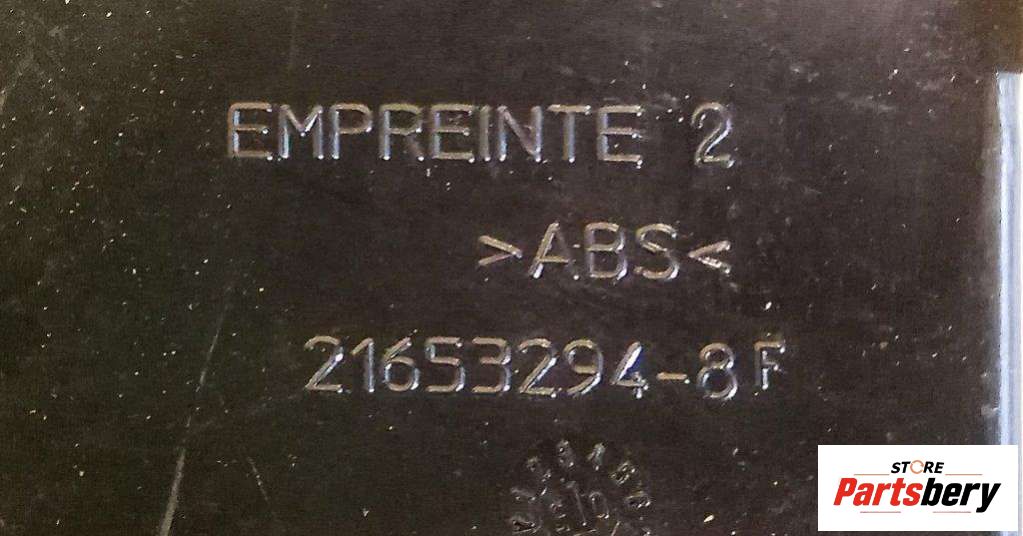 EMPREINTE 2
>ABS<
21653294-8F
STORE
Partsbery